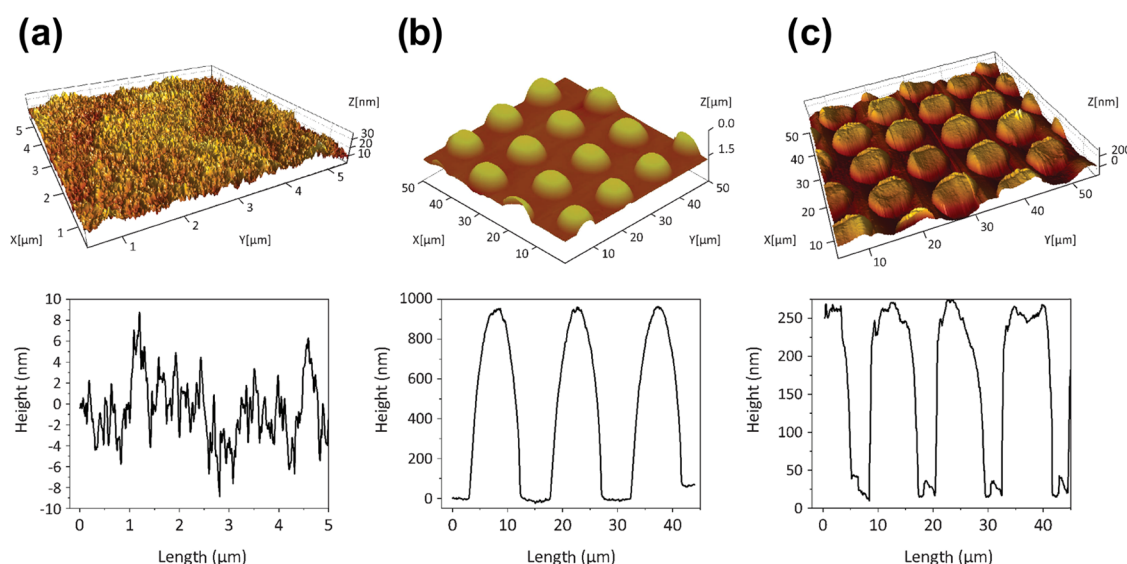 (a)
(b)
(c)
Z[nm]
30
20
10
5
4
3
2
1
X[µm]
1
2
3
4
5
Y[µm]
Z[µm]
0.0
1.5
50
40
30
20
10
X[µm]
50
40
30
20
10
Y[µm]
Z[nm]
200
0
50
40
30
20
10
X[µm]
10
20
30
40
50
Y[µm]
10
8
6
4
2
0
-2
-4
-6
-8
-10
Height (nm)
0 1 2 3 4 5
Length (µm)
1000
800
600
400
200
0
Height (nm)
0 10 20 30 40
Length (µm)
250
200
150
100
50
0
Height (nm)
0 10 20 30 40
Length (µm)